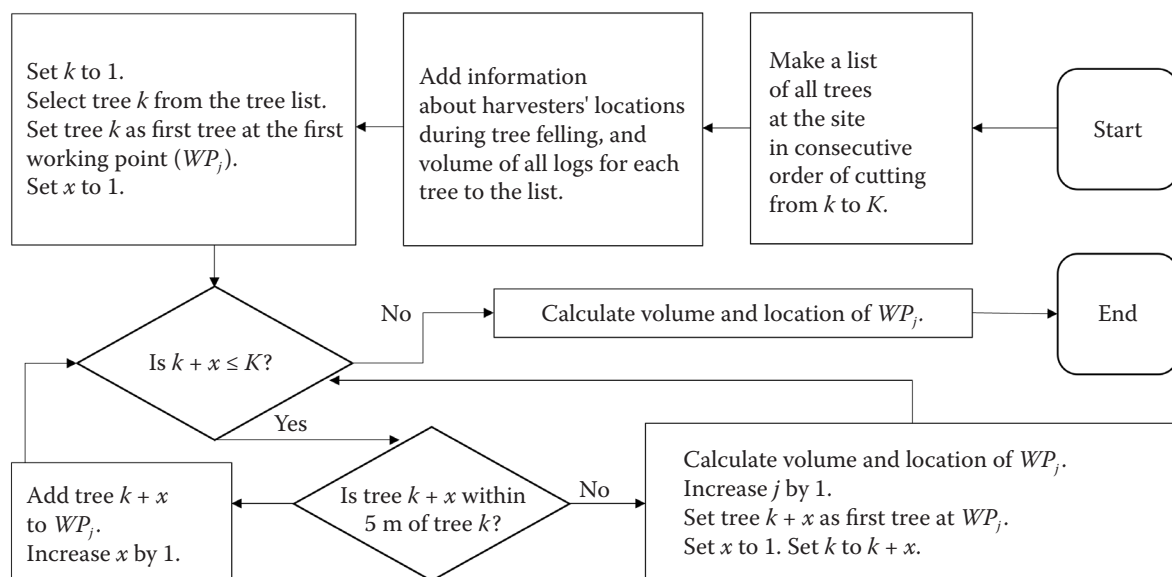 Start
Make a list
of all trees
at the site
in consecutive
order of cutting
from k to K.
Add information
about harvesters' locations
during tree felling, and
volume of all logs for each
tree to the list.
Set k to 1.
Select tree k from the tree list.
Set tree k as first tree at the first
working point (WPj).
Set x to 1.
Is k + x ≤ K?
No
Calculate volume and location of WPj.
End
Yes
Is tree k + x within
5 m of tree k?
No
Calculate volume and location of WPj.
Increase j by 1.
Set tree k + x as first tree at WPj.
Set x to 1. Set k to k + x.
Add tree k + x
to WPj.
Increase x by 1.